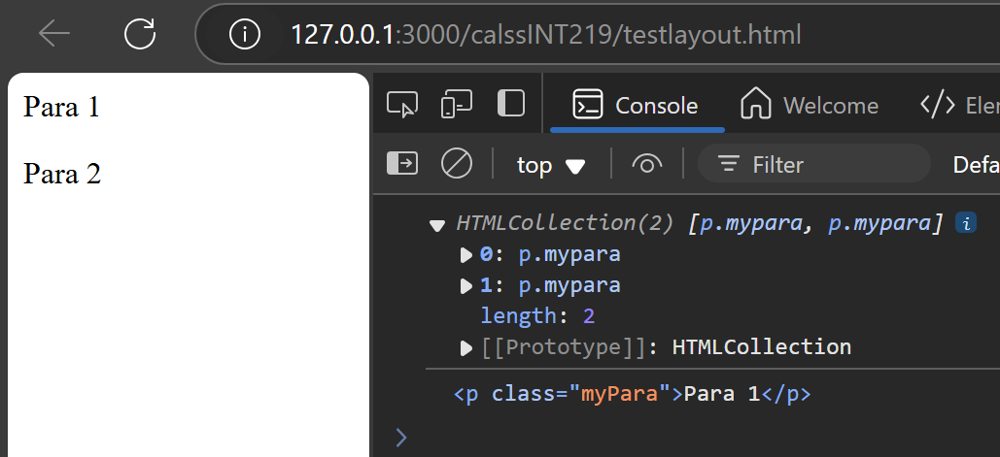 127.0.0.1:3000/calssINT219/testlayout.html
Para 1
Para 2
Console
Welcome
Eler
top
Filter
Defa
HTMLCollection(2) [p.mypara, p.mypara] i
0: p.mypara
1: p.mypara
length: 2
[[Prototype]]: HTMLCollection
<p class="myPara">Para 1</p>